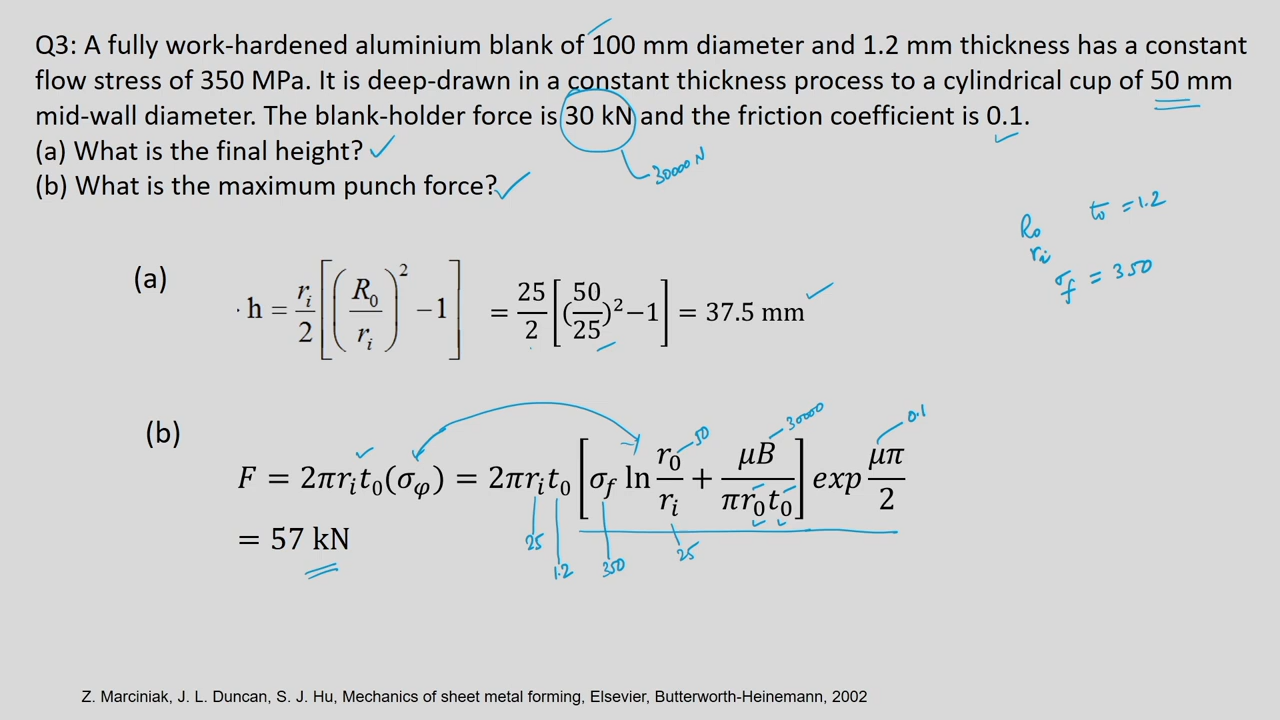 Q3: A fully work-hardened aluminium blank of 100 mm diameter and 1.2 mm thickness has a constant
flow stress of 350 MPa. It is deep-drawn in a constant thickness process to a cylindrical cup of 50 mm
mid-wall diameter. The blank-holder force is 30 kN and the friction coefficient is 0.1.
(a) What is the final height?
30000 N
(b) What is the maximum punch force?
t₀ = 1.2
R₀
rᵢ
σ_f = 350
(a)
· h = rᵢ/2 [(R₀/rᵢ)² − 1] = 25/2 [(50/25)² − 1] = 37.5 mm
(b)
50 30000 0.1
F = 2πrᵢt₀(σ_φ) = 2πrᵢt₀ [σ_f ln r₀/rᵢ + μB/πr₀t₀] exp μπ/2
= 57 kN
25 1.2 350 25
Z. Marciniak, J. L. Duncan, S. J. Hu, Mechanics of sheet metal forming, Elsevier, Butterworth-Heinemann, 2002